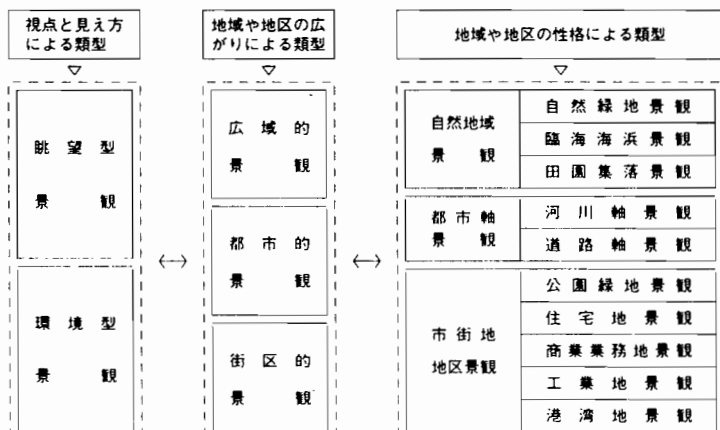 視点と見え方
による類型
地域や地区の広
がりによる類型
地域や地区の性格による類型
眺望型
景観
環境型
景観
広域的
景観
都市的
景観
街区的
景観
自然地域
景観
自然緑地景観
臨海海浜景観
田園集落景観
都市軸
景観
河川軸景観
道路軸景観
市街地
地区景観
公園緑地景観
住宅地景観
商業業務地景観
工業地景観
港湾地景観